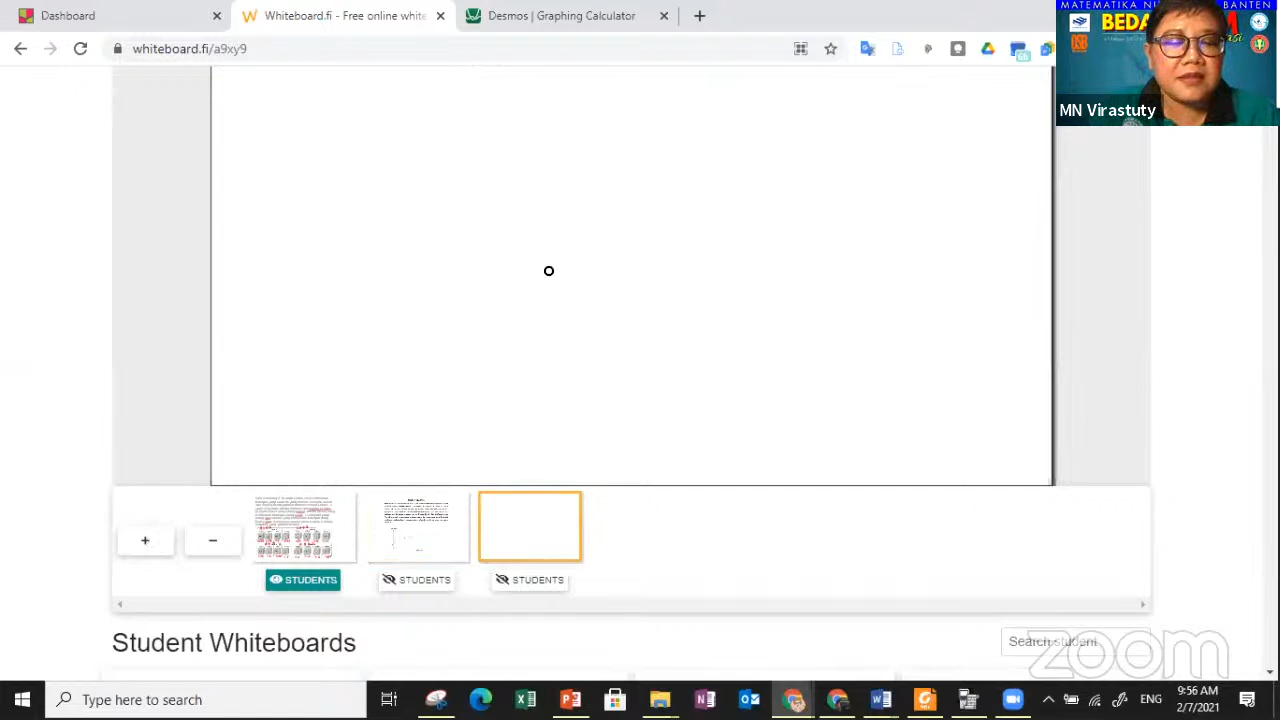 Dashboard
Whiteboard.fi - Free online white
Desmos | Graphing Calculator
whiteboard.fi/a9xy9
MATEMATIKA
BANTEN
MN Virastuty
+
−
STUDENTS
STUDENTS
STUDENTS
Student Whiteboards
Search student
zoom
Type here to search
ENG
9:56 AM
2/7/2021